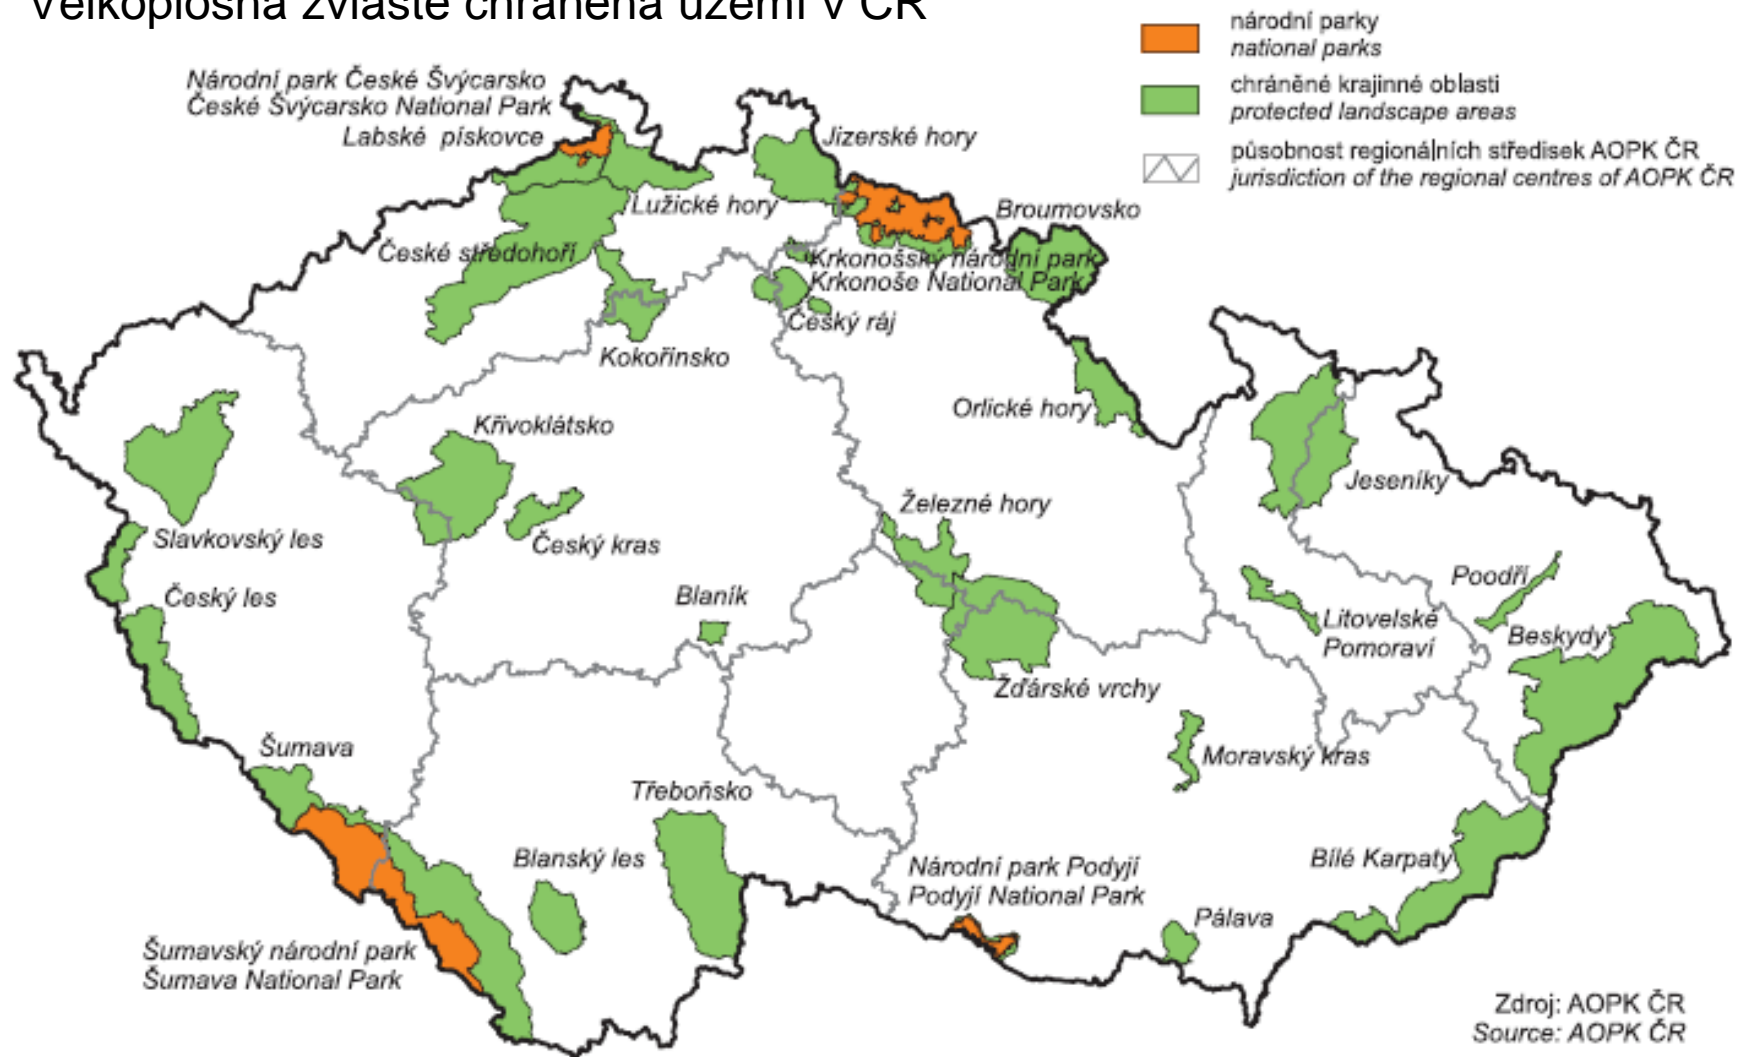 Velkoplošná zvláště chráněná území v ČR
národní parky
national parks
chráněné krajinné oblasti
protected landscape areas
působnost regionálních středisek AOPK ČR
jurisdiction of the regional centres of AOPK ČR
Národní park České Švýcarsko
České Švýcarsko National Park
Labské pískovce
Jizerské hory
Lužické hory
Broumovsko
České středohoří
Krkonošský národní park
Krkonoše National Park
Český ráj
Kokořínsko
Orlické hory
Křivoklátsko
Jeseníky
Železné hory
Slavkovský les
Český kras
Poodří
Český les
Blaník
Litovelské
Pomoraví
Beskydy
Žďárské vrchy
Šumava
Moravský kras
Třeboňsko
Blanský les
Národní park Podyjí
Podyjí National Park
Bílé Karpaty
Pálava
Šumavský národní park
Šumava National Park
Zdroj: AOPK ČR
Source: AOPK ČR